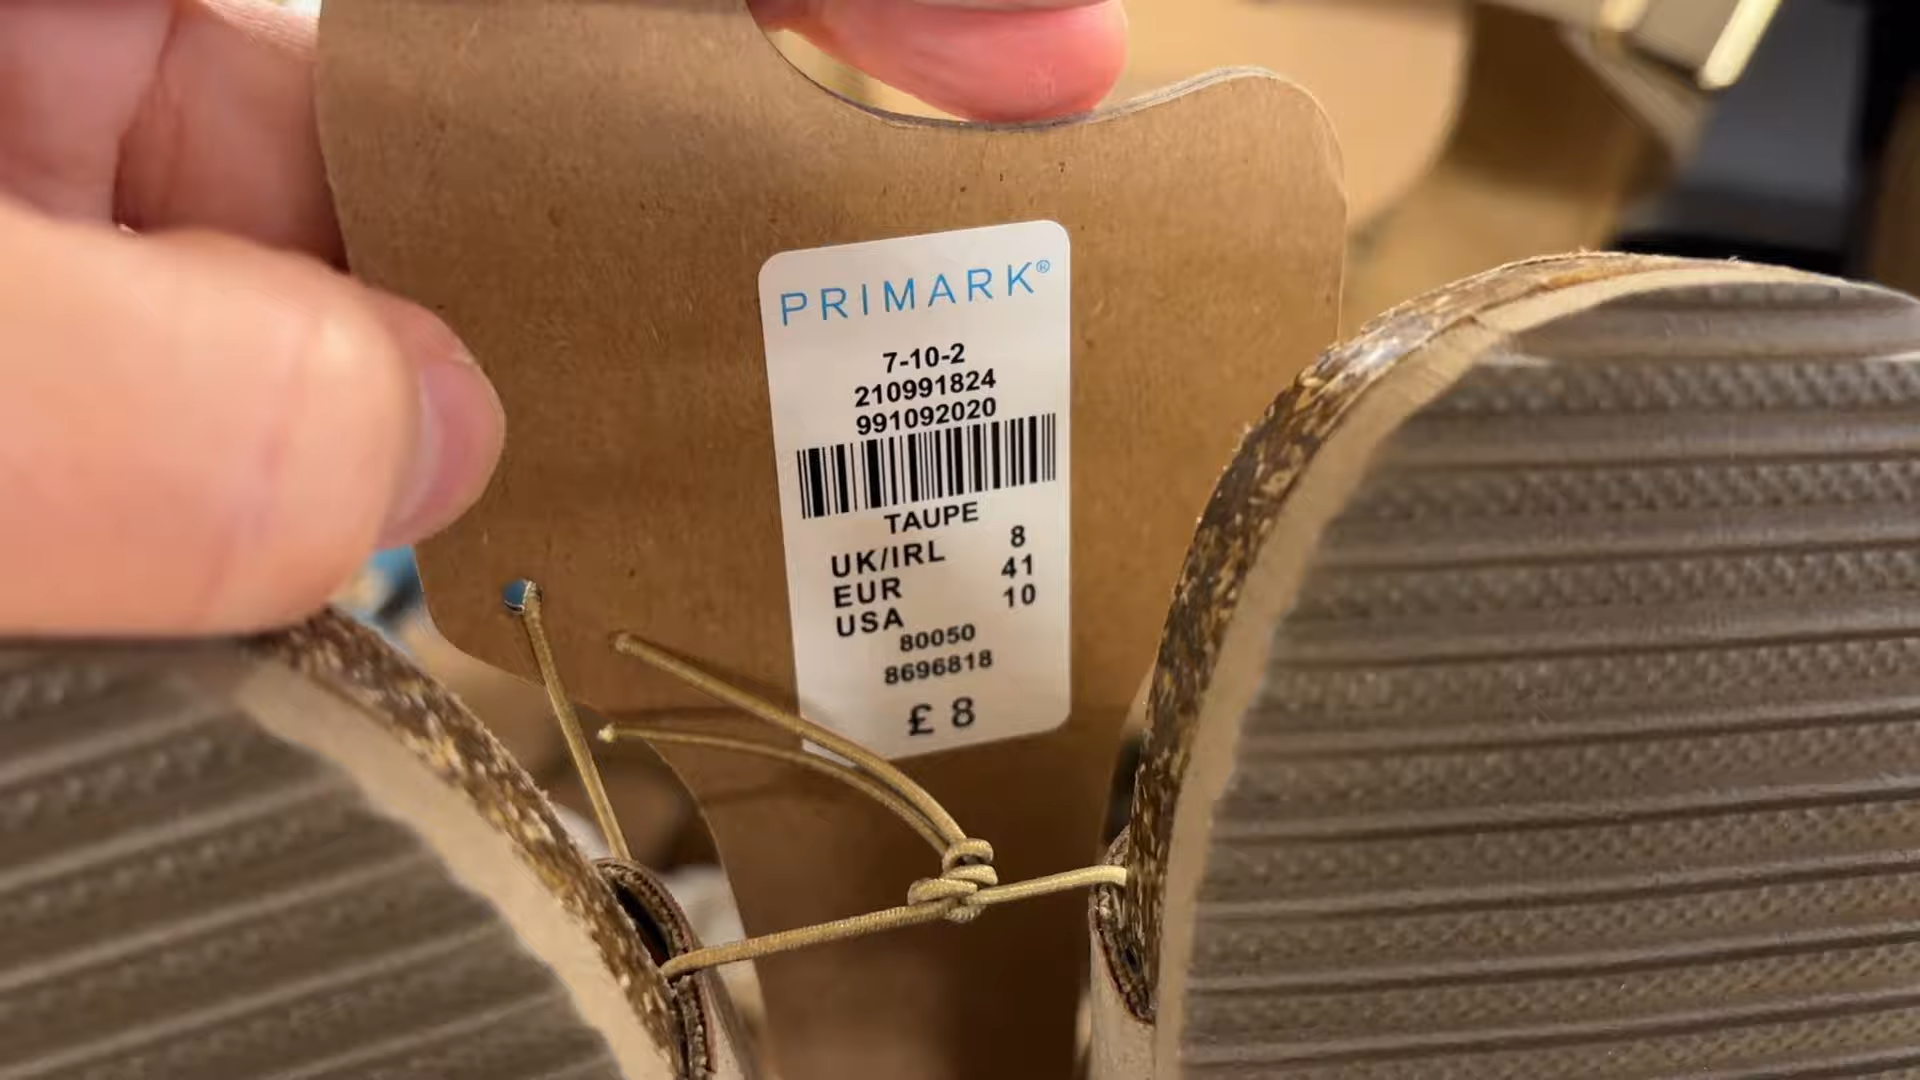 PRIMARK®
7-10-2
210991824
991092020
TAUPE
UK/IRL 8
EUR 41
USA 10
80050
8696818
£ 8